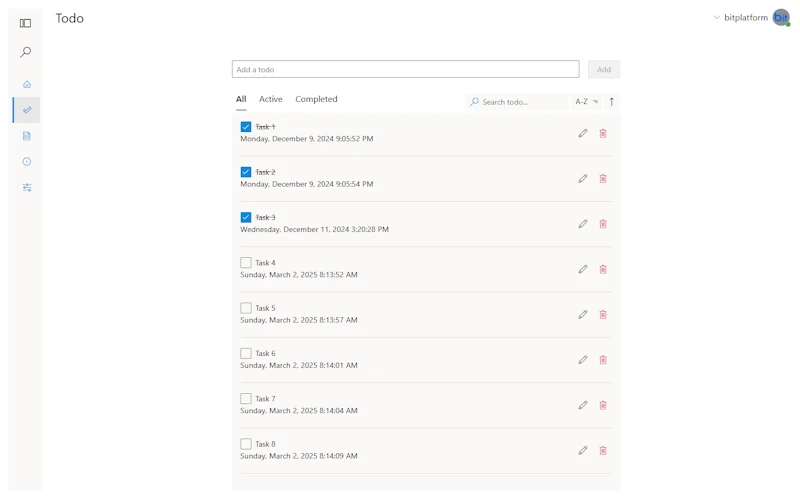 Todo
bitplatform
bit
Add a todo
Add
All Active Completed Search todo... A-Z
Task 1
Monday, December 9, 2024 9:05:52 PM
Task 2
Monday, December 9, 2024 9:05:54 PM
Task 3
Wednesday, December 11, 2024 3:20:28 PM
Task 4
Sunday, March 2, 2025 8:13:52 AM
Task 5
Sunday, March 2, 2025 8:13:57 AM
Task 6
Sunday, March 2, 2025 8:14:01 AM
Task 7
Sunday, March 2, 2025 8:14:04 AM
Task 8
Sunday, March 2, 2025 8:14:09 AM